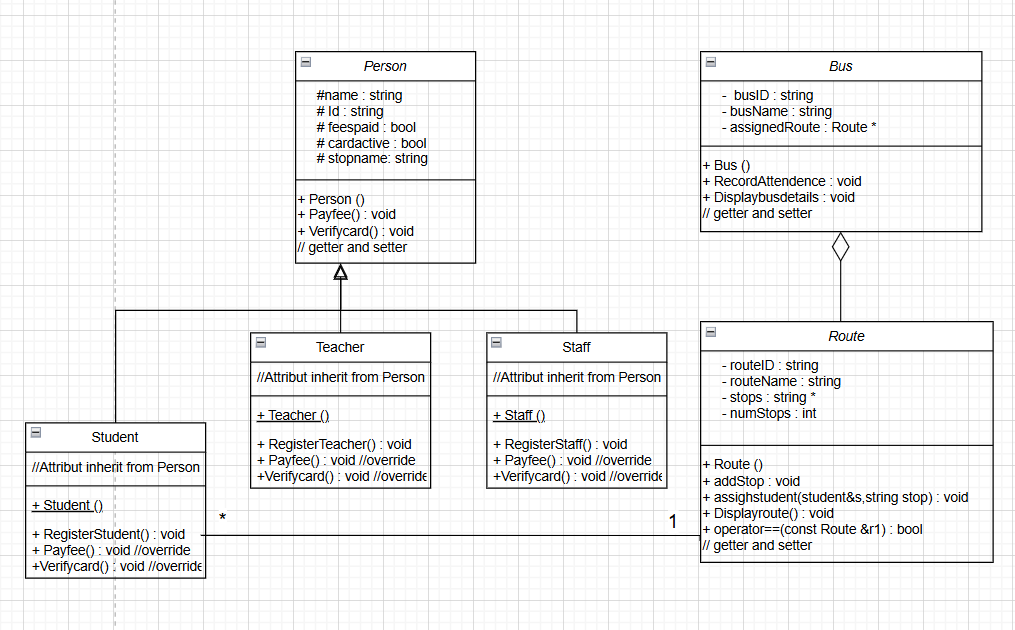 Person
#name : string
# Id : string
# feespaid : bool
# cardactive : bool
# stopname: string
+ Person ()
+ Payfee() : void
+ Verifycard() : void
// getter and setter
Bus
- busID : string
- busName : string
- assignedRoute : Route *
+ Bus ()
+ RecordAttendence : void
+ Displaybusdetails : void
// getter and setter
Teacher
//Attribut inherit from Person
+ Teacher ()
+ RegisterTeacher() : void
+ Payfee() : void //override
+Verifycard() : void //override
Staff
//Attribut inherit from Person
+ Staff ()
+ RegisterStaff() : void
+ Payfee() : void //override
+Verifycard() : void //override
Route
- routeID : string
- routeName : string
- stops : string *
- numStops : int
+ Route ()
+ addStop : void
+ assighstudent(student&s,string stop) : void
+ Displayroute() : void
+ operator==(const Route &r1) : bool
// getter and setter
Student
//Attribut inherit from Person
+ Student ()
+ RegisterStudent() : void
+ Payfee() : void //override
+Verifycard() : void //override
*
1